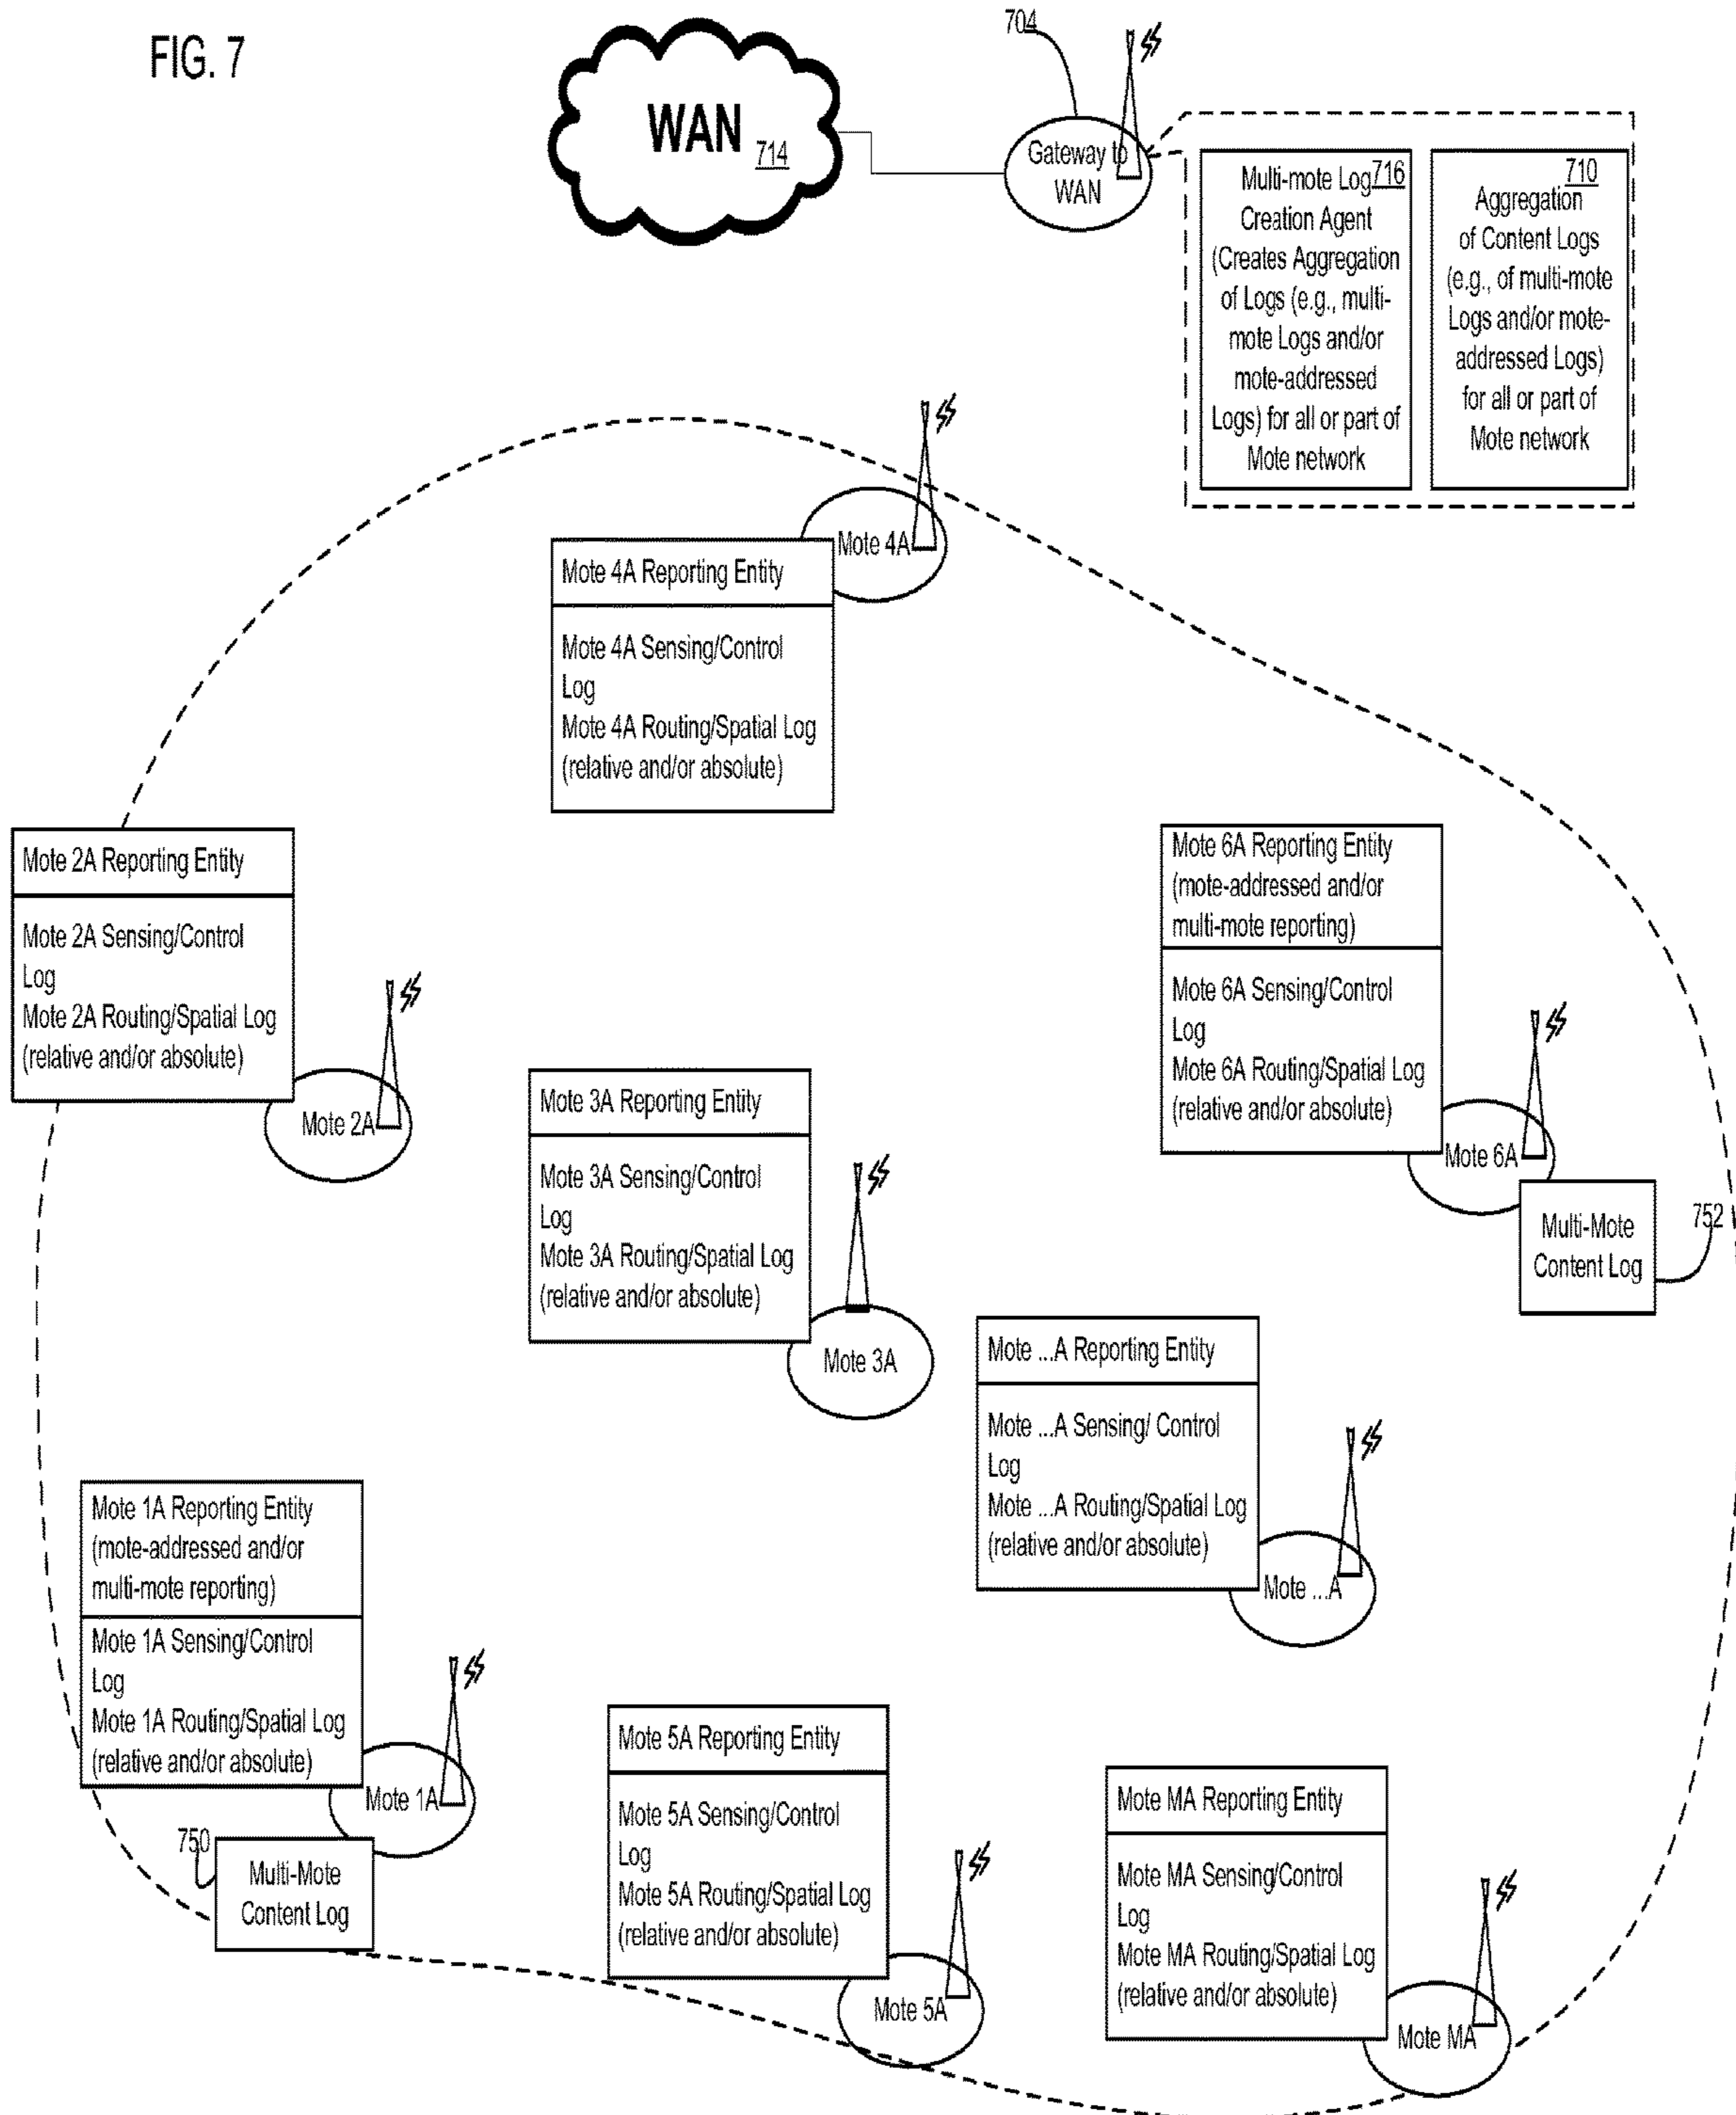 FIG. 7
704
WAN
714
Gateway to
WAN
Multi-mote Log 716
Creation Agent
(Creates Aggregation
of Logs (e.g., multi-
mote Logs and/or
mote-addressed
Logs) for all or part of
Mote network
710
Aggregation
of Content Logs
(e.g., of multi-mote
Logs and/or mote-
addressed Logs)
for all or part of
Mote network
Mote 4A
Mote 4A Reporting Entity
Mote 4A Sensing/Control
Log
Mote 4A Routing/Spatial Log
(relative and/or absolute)
Mote 2A Reporting Entity
Mote 2A Sensing/Control
Log
Mote 2A Routing/Spatial Log
(relative and/or absolute)
Mote 2A
Mote 6A Reporting Entity
(mote-addressed and/or
multi-mote reporting)
Mote 6A Sensing/Control
Log
Mote 6A Routing/Spatial Log
(relative and/or absolute)
Mote 6A
Multi-Mote
Content Log
752
Mote 3A Reporting Entity
Mote 3A Sensing/Control
Log
Mote 3A Routing/Spatial Log
(relative and/or absolute)
Mote 3A
Mote ...A Reporting Entity
Mote ...A Sensing/ Control
Log
Mote ...A Routing/Spatial Log
(relative and/or absolute)
Mote ...A
Mote 1A Reporting Entity
(mote-addressed and/or
multi-mote reporting)
Mote 1A Sensing/Control
Log
Mote 1A Routing/Spatial Log
(relative and/or absolute)
Mote 1A
750
Multi-Mote
Content Log
Mote 5A Reporting Entity
Mote 5A Sensing/Control
Log
Mote 5A Routing/Spatial Log
(relative and/or absolute)
Mote 5A
Mote MA Reporting Entity
Mote MA Sensing/Control
Log
Mote MA Routing/Spatial Log
(relative and/or absolute)
Mote MA